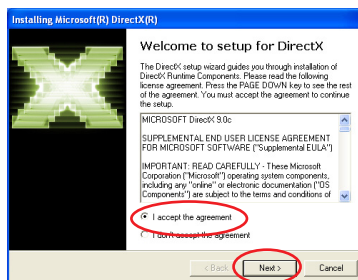 Installing Microsoft(R) DirectX(R)
Welcome to setup for DirectX
The DirectX setup wizard guides you through installation of
DirectX Runtime Components. Please read the following
license agreement. Press the PAGE DOWN key to see the rest
of the agreement. You must accept the agreement to continue
the setup.
MICROSOFT DirectX 9.0c
SUPPLEMENTAL END USER LICENSE AGREEMENT
FOR MICROSOFT SOFTWARE ("Supplemental EULA")
IMPORTANT: READ CAREFULLY - These Microsoft
Corporation ("Microsoft") operating system components,
including any "online" or electronic documentation ("OS
Components") are subject to the terms and conditions of
I accept the agreement
I don't accept the agreement
< Back
Next >
Cancel